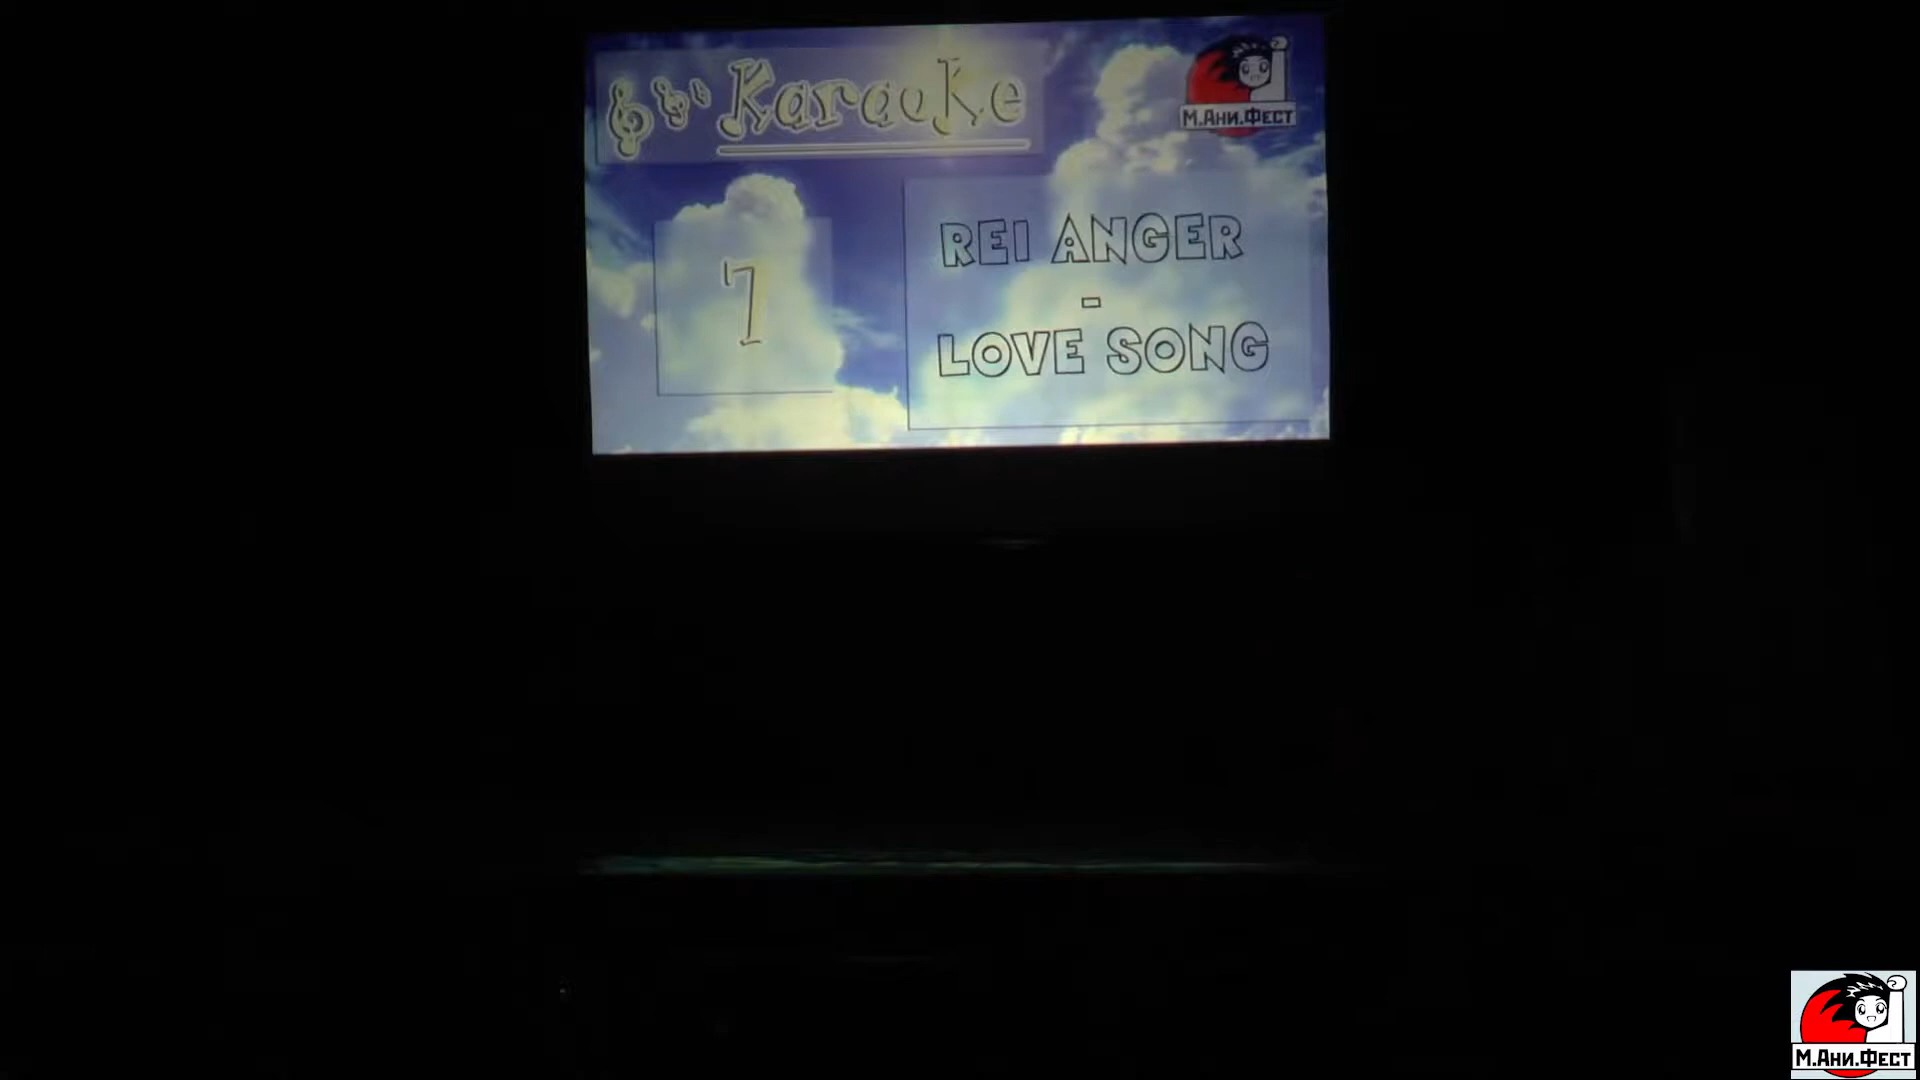 Karaoke
М.Ани.Фест
7
REI ANGER
-
LOVE SONG
М.Ани.Фест